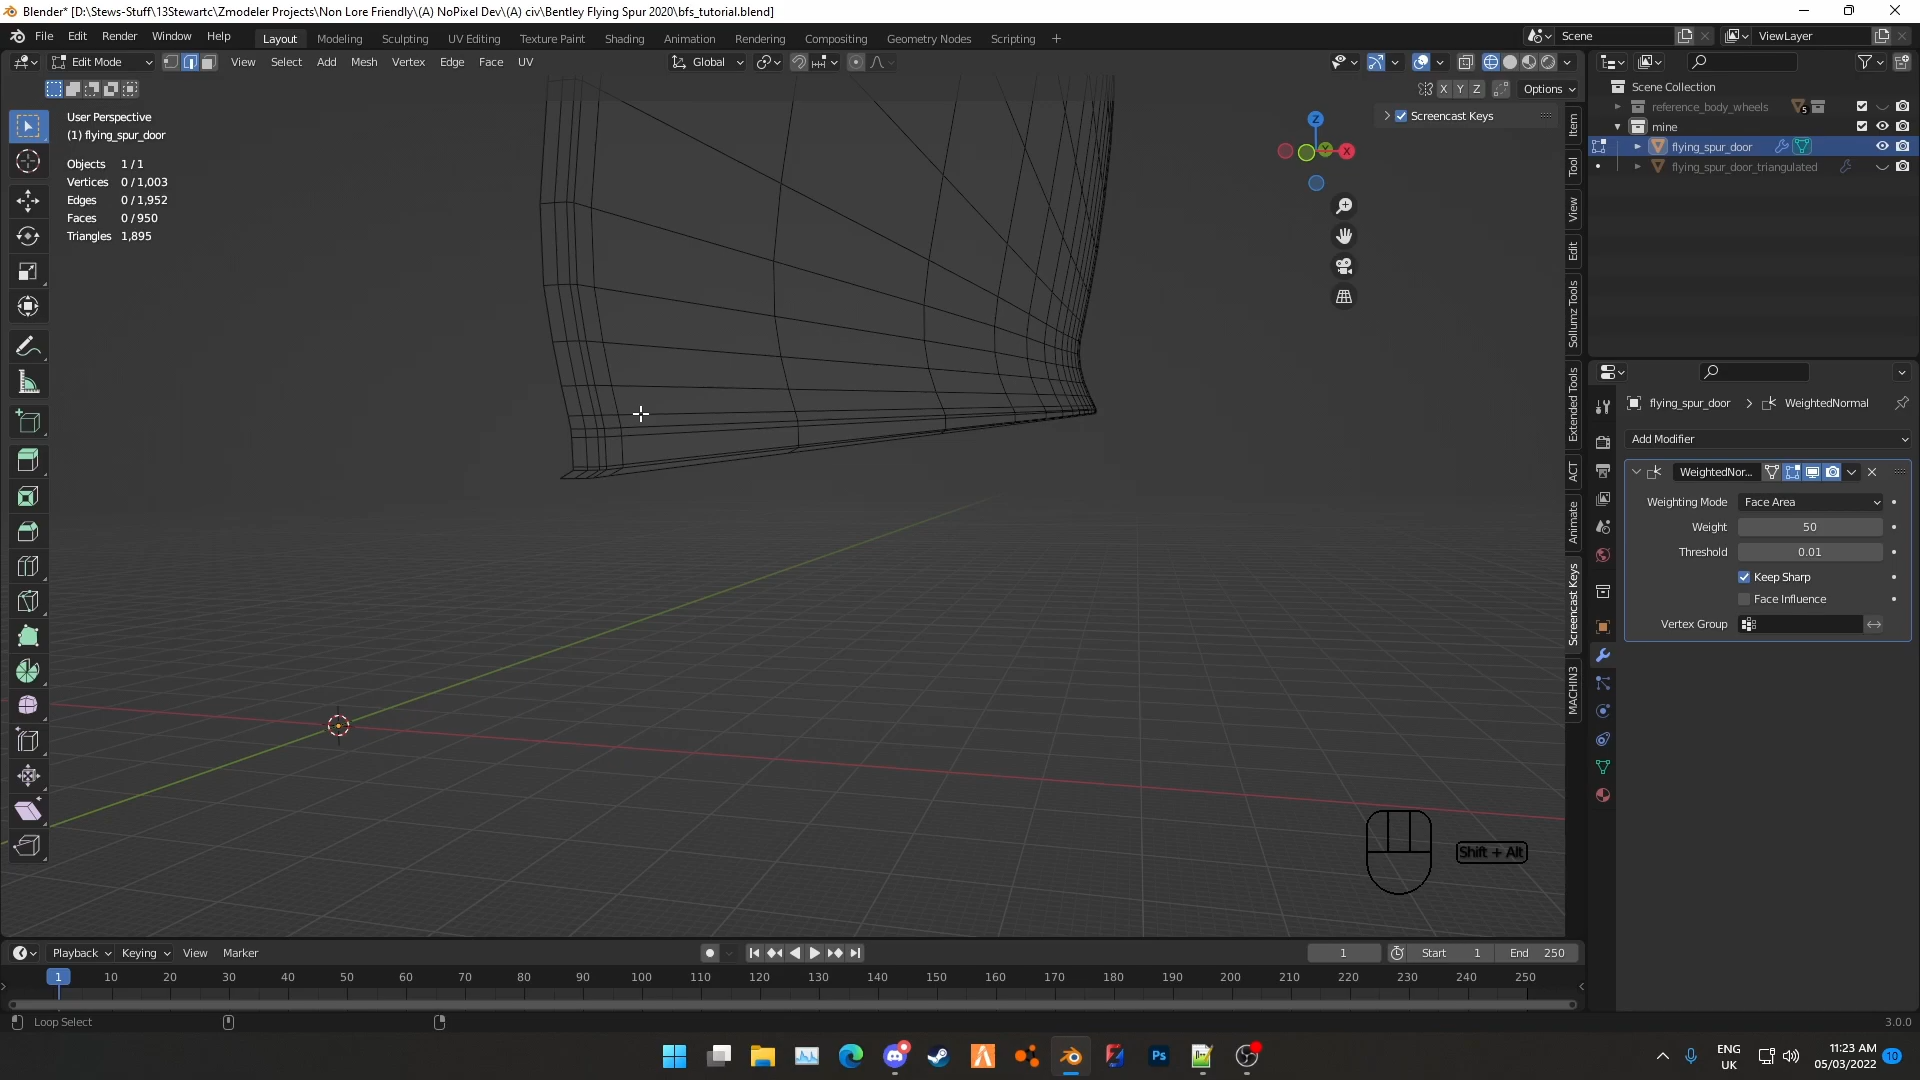 Blender* [D:\Stews-Stuff\13Stewartc\Zmodeler Projects\Non Lore Friendly\(A) NoPixel Dev\(A) civ\Bentley Flying Spur 2020\bfs_tutorial.blend]
File Edit Render Window Help Layout Modeling Sculpting UV Editing Texture Paint Shading Animation Rendering Compositing Geometry Nodes Scripting + Scene ViewLayer
Edit Mode View Select Add Mesh Vertex Edge Face UV Global
X Y Z Options
User Perspective
(1) flying_spur_door
Objects 1/1
Vertices 0/1,003
Edges 0/1,952
Faces 0/950
Triangles 1,895
Screencast Keys
Z
Y
X
Item
Tool
View
Edit
Sollumz Tools
Extended Tools
ACT
Animate
Screencast Keys
MACHIN3
Shift + Alt
Scene Collection
reference_body_wheels 5
mine
flying_spur_door
flying_spur_door_triangulated
flying_spur_door > WeightedNormal
Add Modifier
WeightedNor...
Weighting Mode Face Area
Weight 50
Threshold 0.01
Keep Sharp
Face Influence
Vertex Group
Playback Keying View Marker 1 Start 1 End 250
1 10 20 30 40 50 60 70 80 90 100 110 120 130 140 150 160 170 180 190 200 210 220 230 240 250
Loop Select 3.0.0
Ps
ENG
UK
11:23 AM
05/03/2022
10